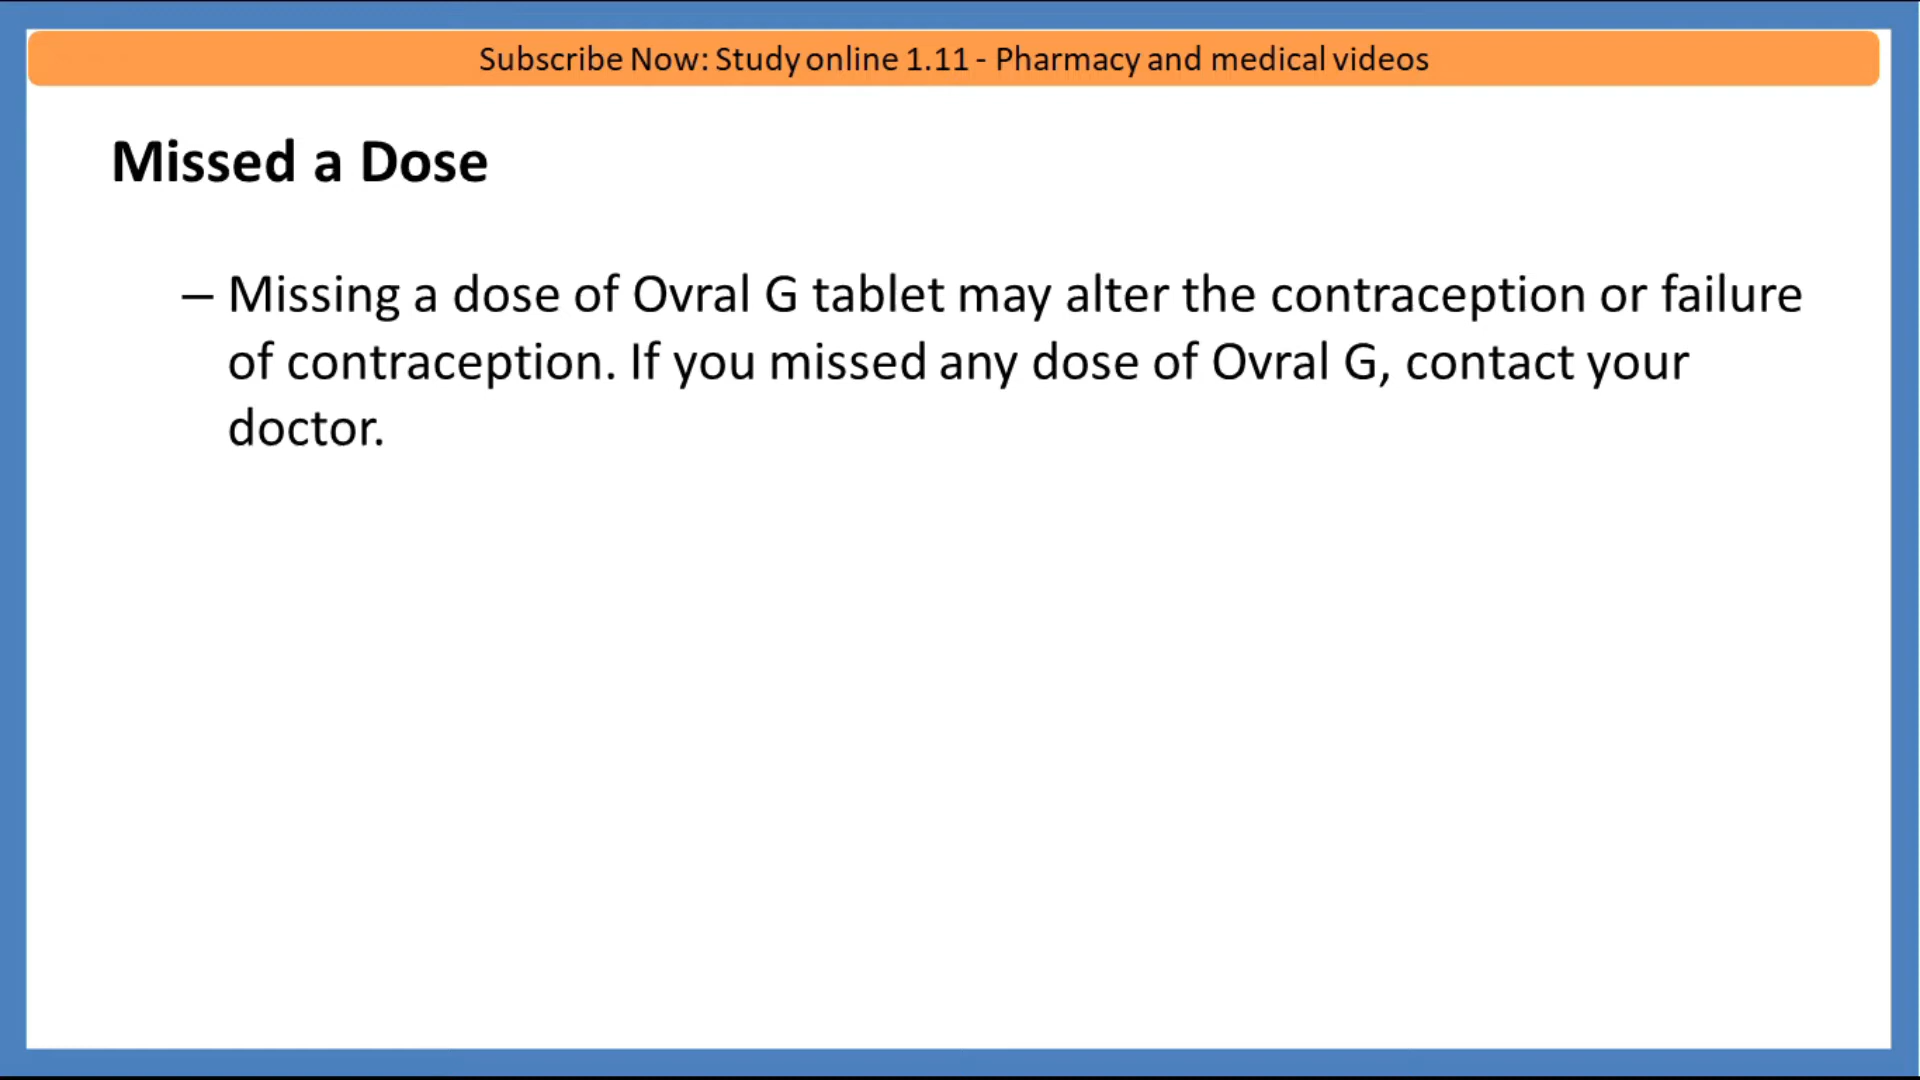 Subscribe Now: Study online 1.11 - Pharmacy and medical videos
Missed a Dose
– Missing a dose of Ovral G tablet may alter the contraception or failure
of contraception. If you missed any dose of Ovral G, contact your
doctor.